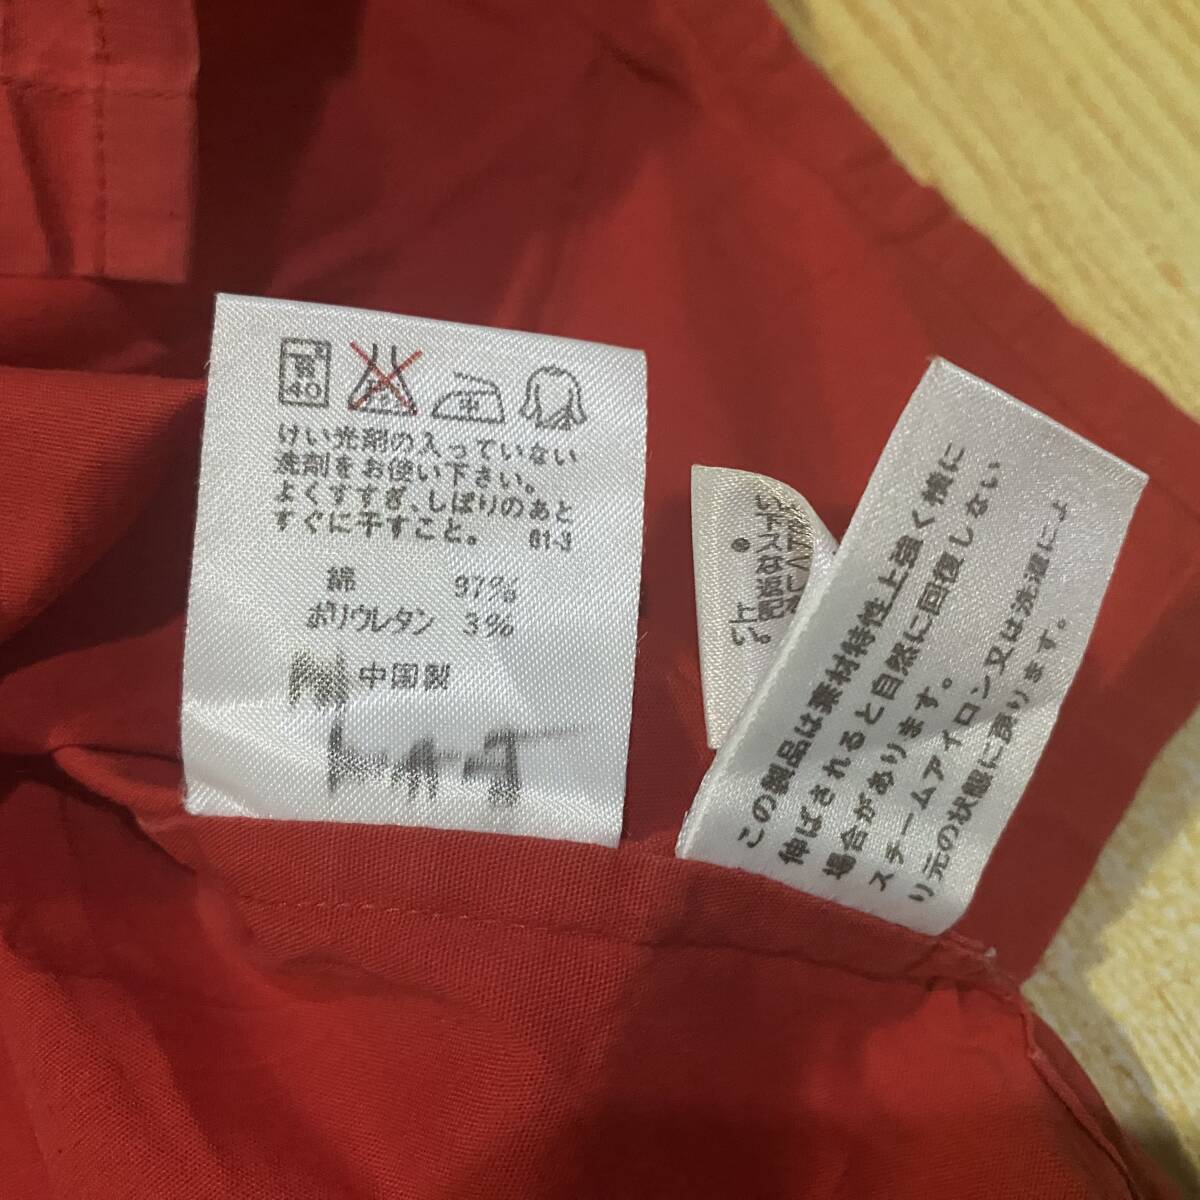 弱
40
けい光剤の入っていない
洗剤をお使い下さい。
よくすすぎ、しぼりのあと
すぐに干すこと。 61-3
綿 97%
ポリウレタン 3%
中国製
この製品は素材特性上強く横に
伸ばされると自然に回復しない
場合があります。
スチームアイロン又は洗濯によ
り元の状態に戻ります。